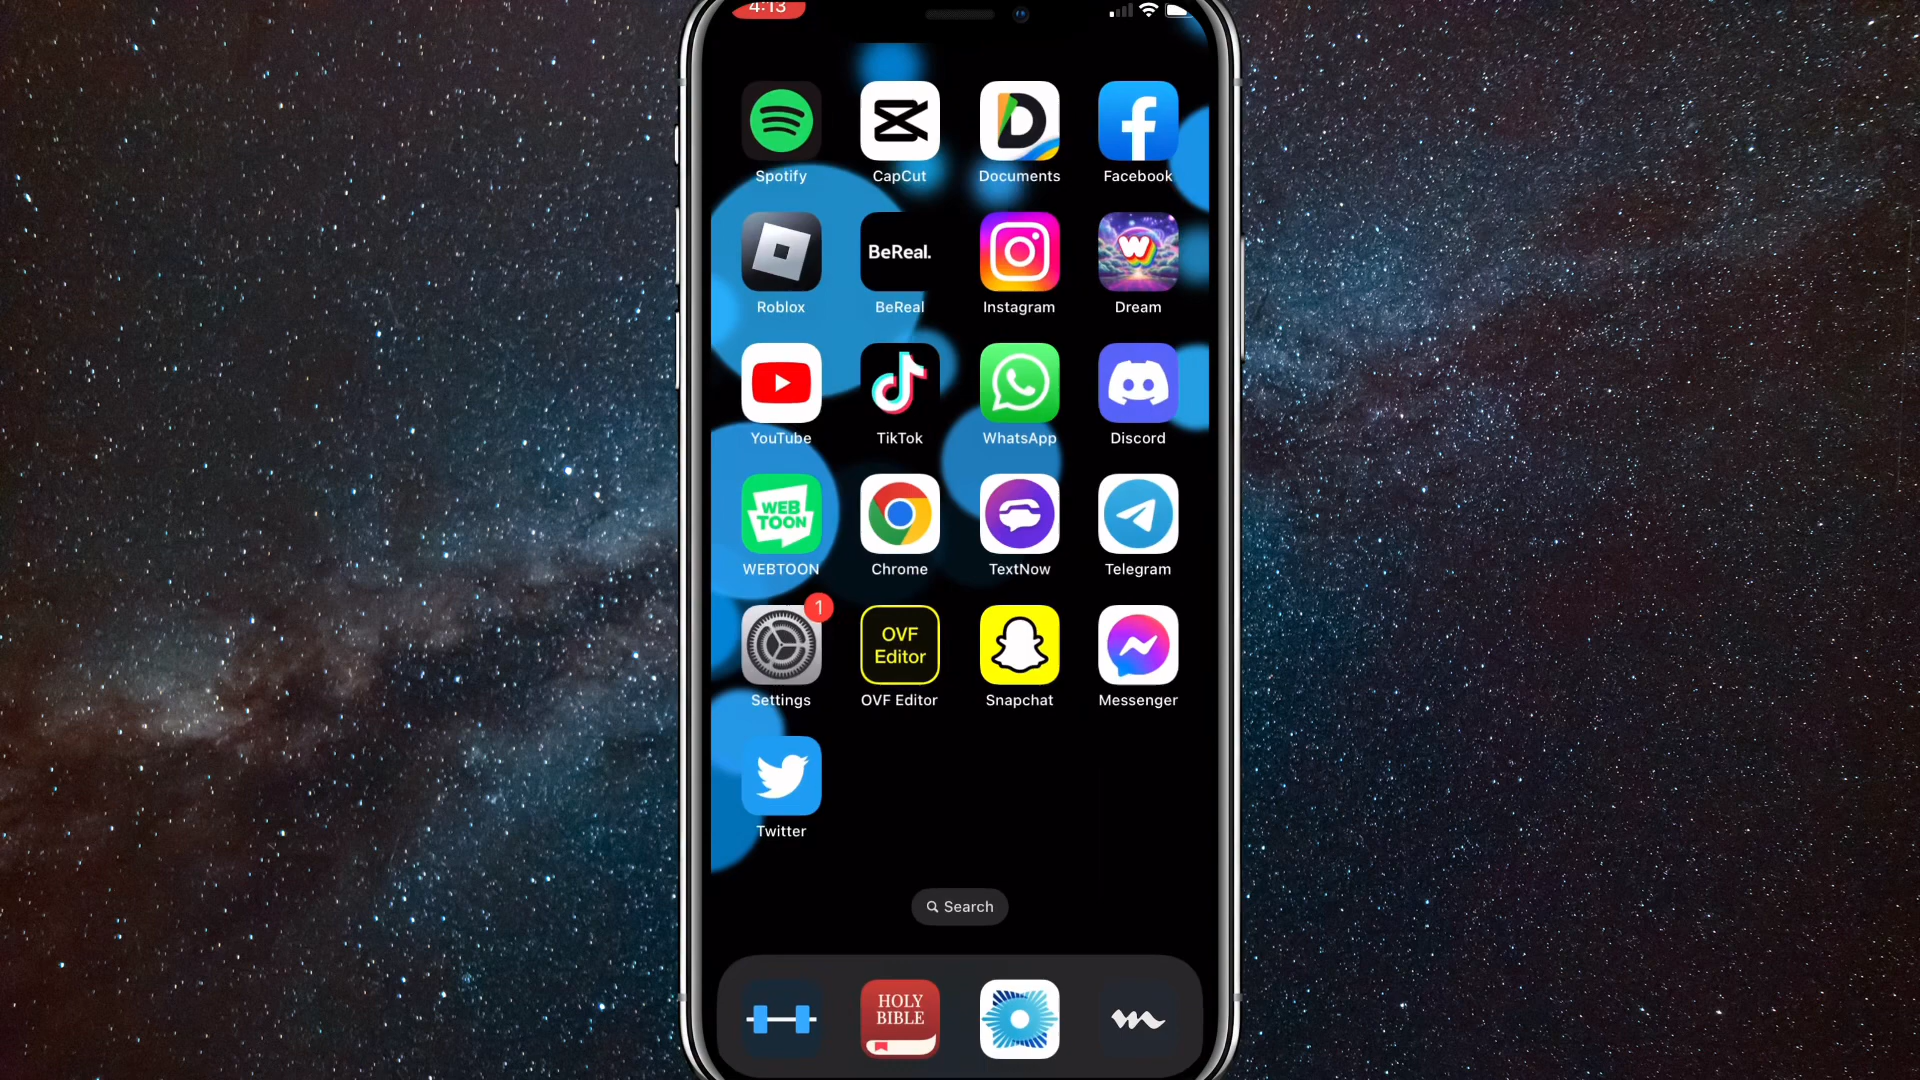 4:13
Spotify
CapCut
Documents
Facebook
BeReal.
Roblox
BeReal
Instagram
Dream
YouTube
TikTok
WhatsApp
Discord
WEB
TOON
WEBTOON
Chrome
TextNow
Telegram
1
OVF
Editor
Settings
OVF Editor
Snapchat
Messenger
Twitter
Search
HOLY
BIBLE